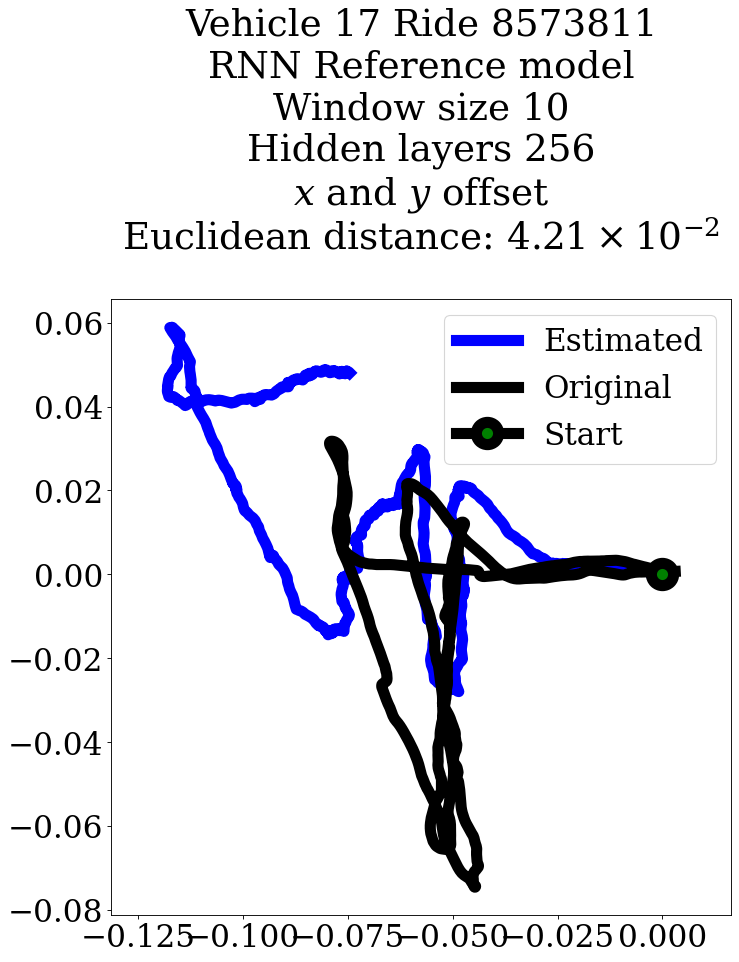 Vehicle 17 Ride 8573811
RNN Reference model
Window size 10
Hidden layers 256
x and y offset
Euclidean distance: 4.21 × 10⁻²
Estimated
Original
Start
0.06
0.04
0.02
0.00
−0.02
−0.04
−0.06
−0.08
−0.125 −0.100 −0.075 −0.050 −0.025 0.000